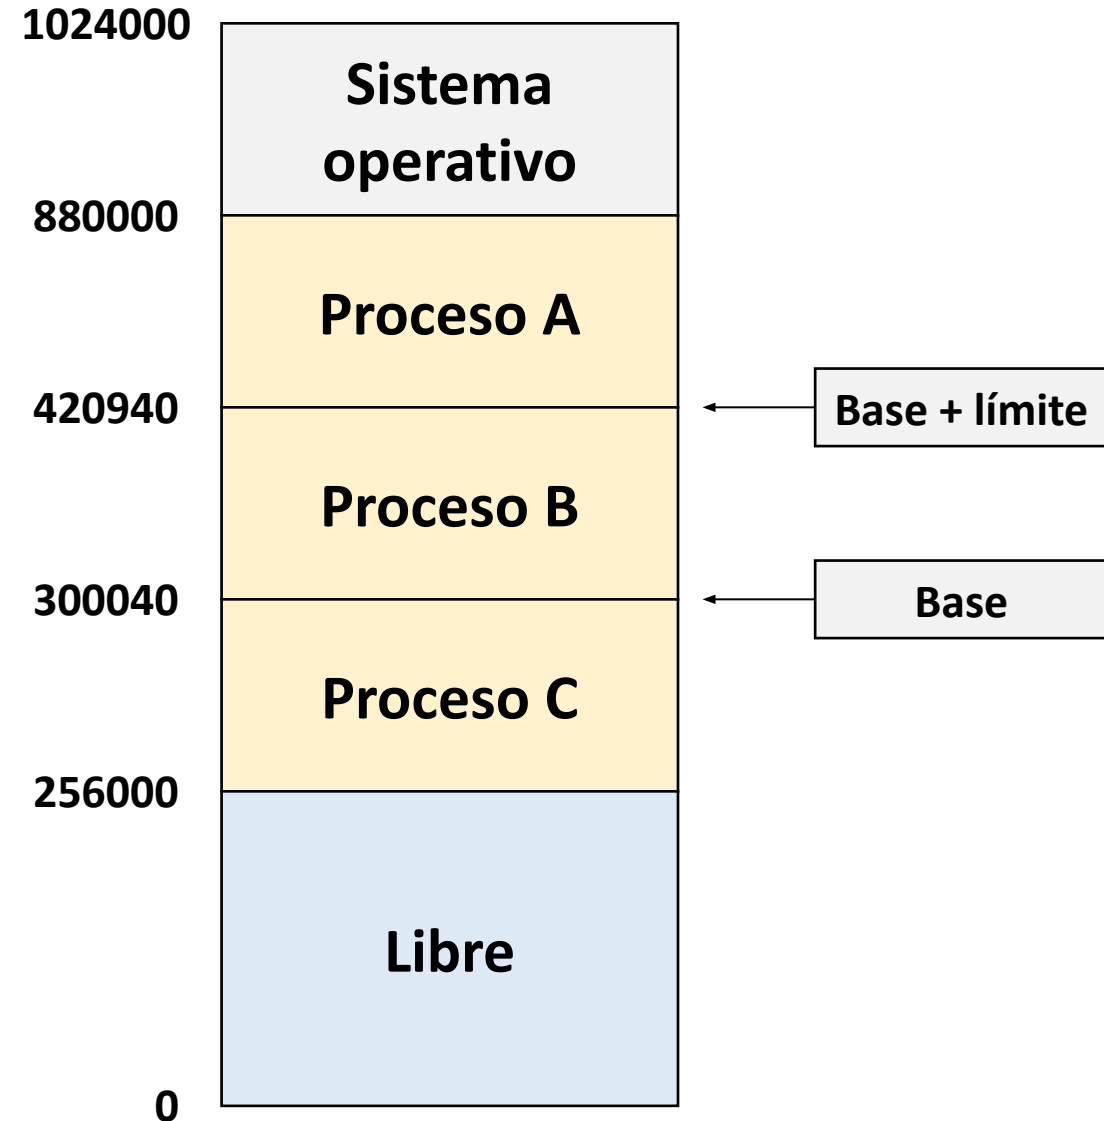 1024000
Sistema
operativo
880000
Proceso A
420940
Base + límite
Proceso B
300040
Base
Proceso C
256000
Libre
0